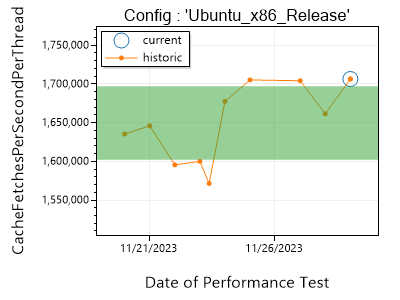 Config : 'Ubuntu_x86_Release'
current
historic
CacheFetchesPerSecondPerThread
1,750,000
1,700,000
1,650,000
1,600,000
1,550,000
11/21/2023
11/26/2023
Date of Performance Test